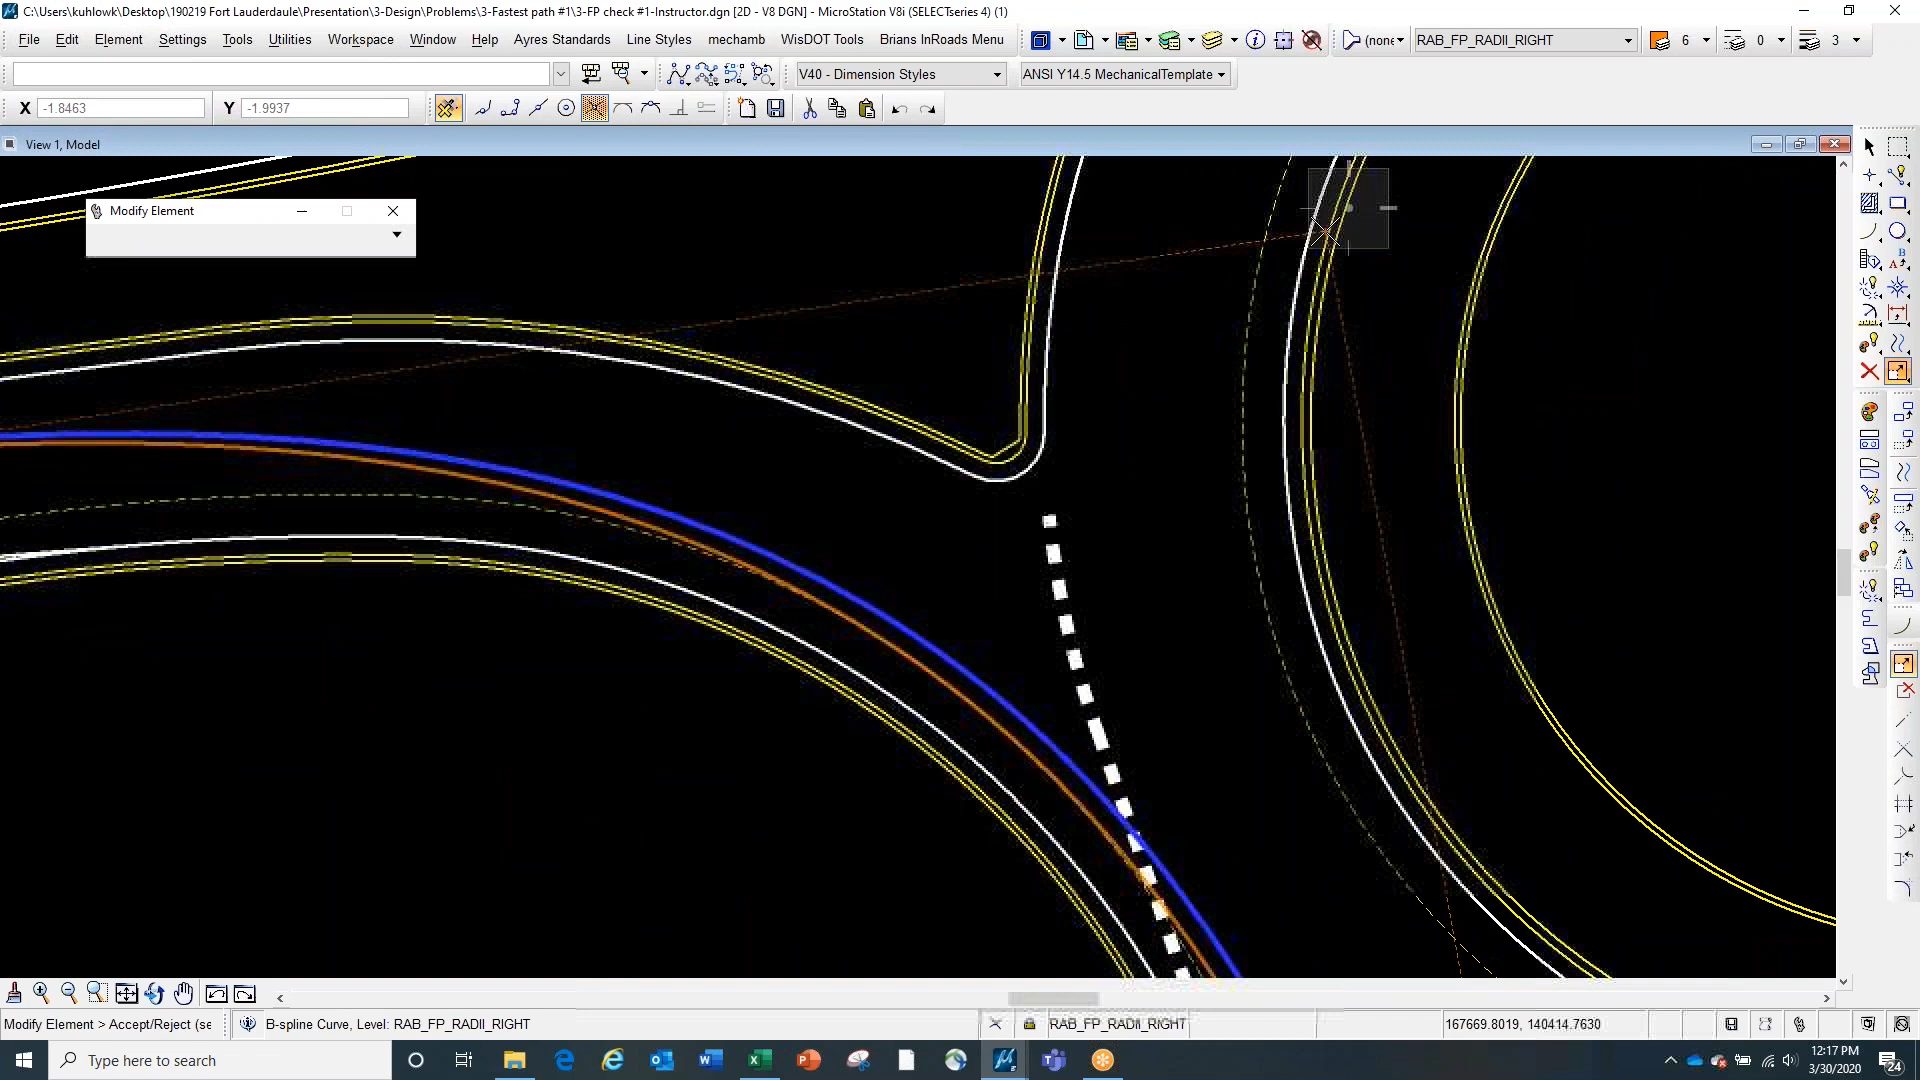 C:\Users\kuhlowk\Desktop\190219 Fort Lauderdaule\Presentation\3-Design\Problems\3-Fastest path #1\3-FP check #1-Instructor.dgn [2D - V8 DGN] - MicroStation V8i (SELECTseries 4) (1)
File Edit Element Settings Tools Utilities Workspace Window Help Ayres Standards Line Styles mechamb WisDOT Tools Brians InRoads Menu (none RAB_FP_RADII_RIGHT 6 0 3
V40 - Dimension Styles ANSI Y14.5 MechanicalTemplate
X -1.8463 Y -1.9937
View 1, Model
Modify Element
Modify Element > Accept/Reject (se B-spline Curve, Level: RAB_FP_RADII_RIGHT RAB_FP_RADII_RIGHT 167669.8019, 140414.7630
Type here to search
12:17 PM
3/30/2020
24